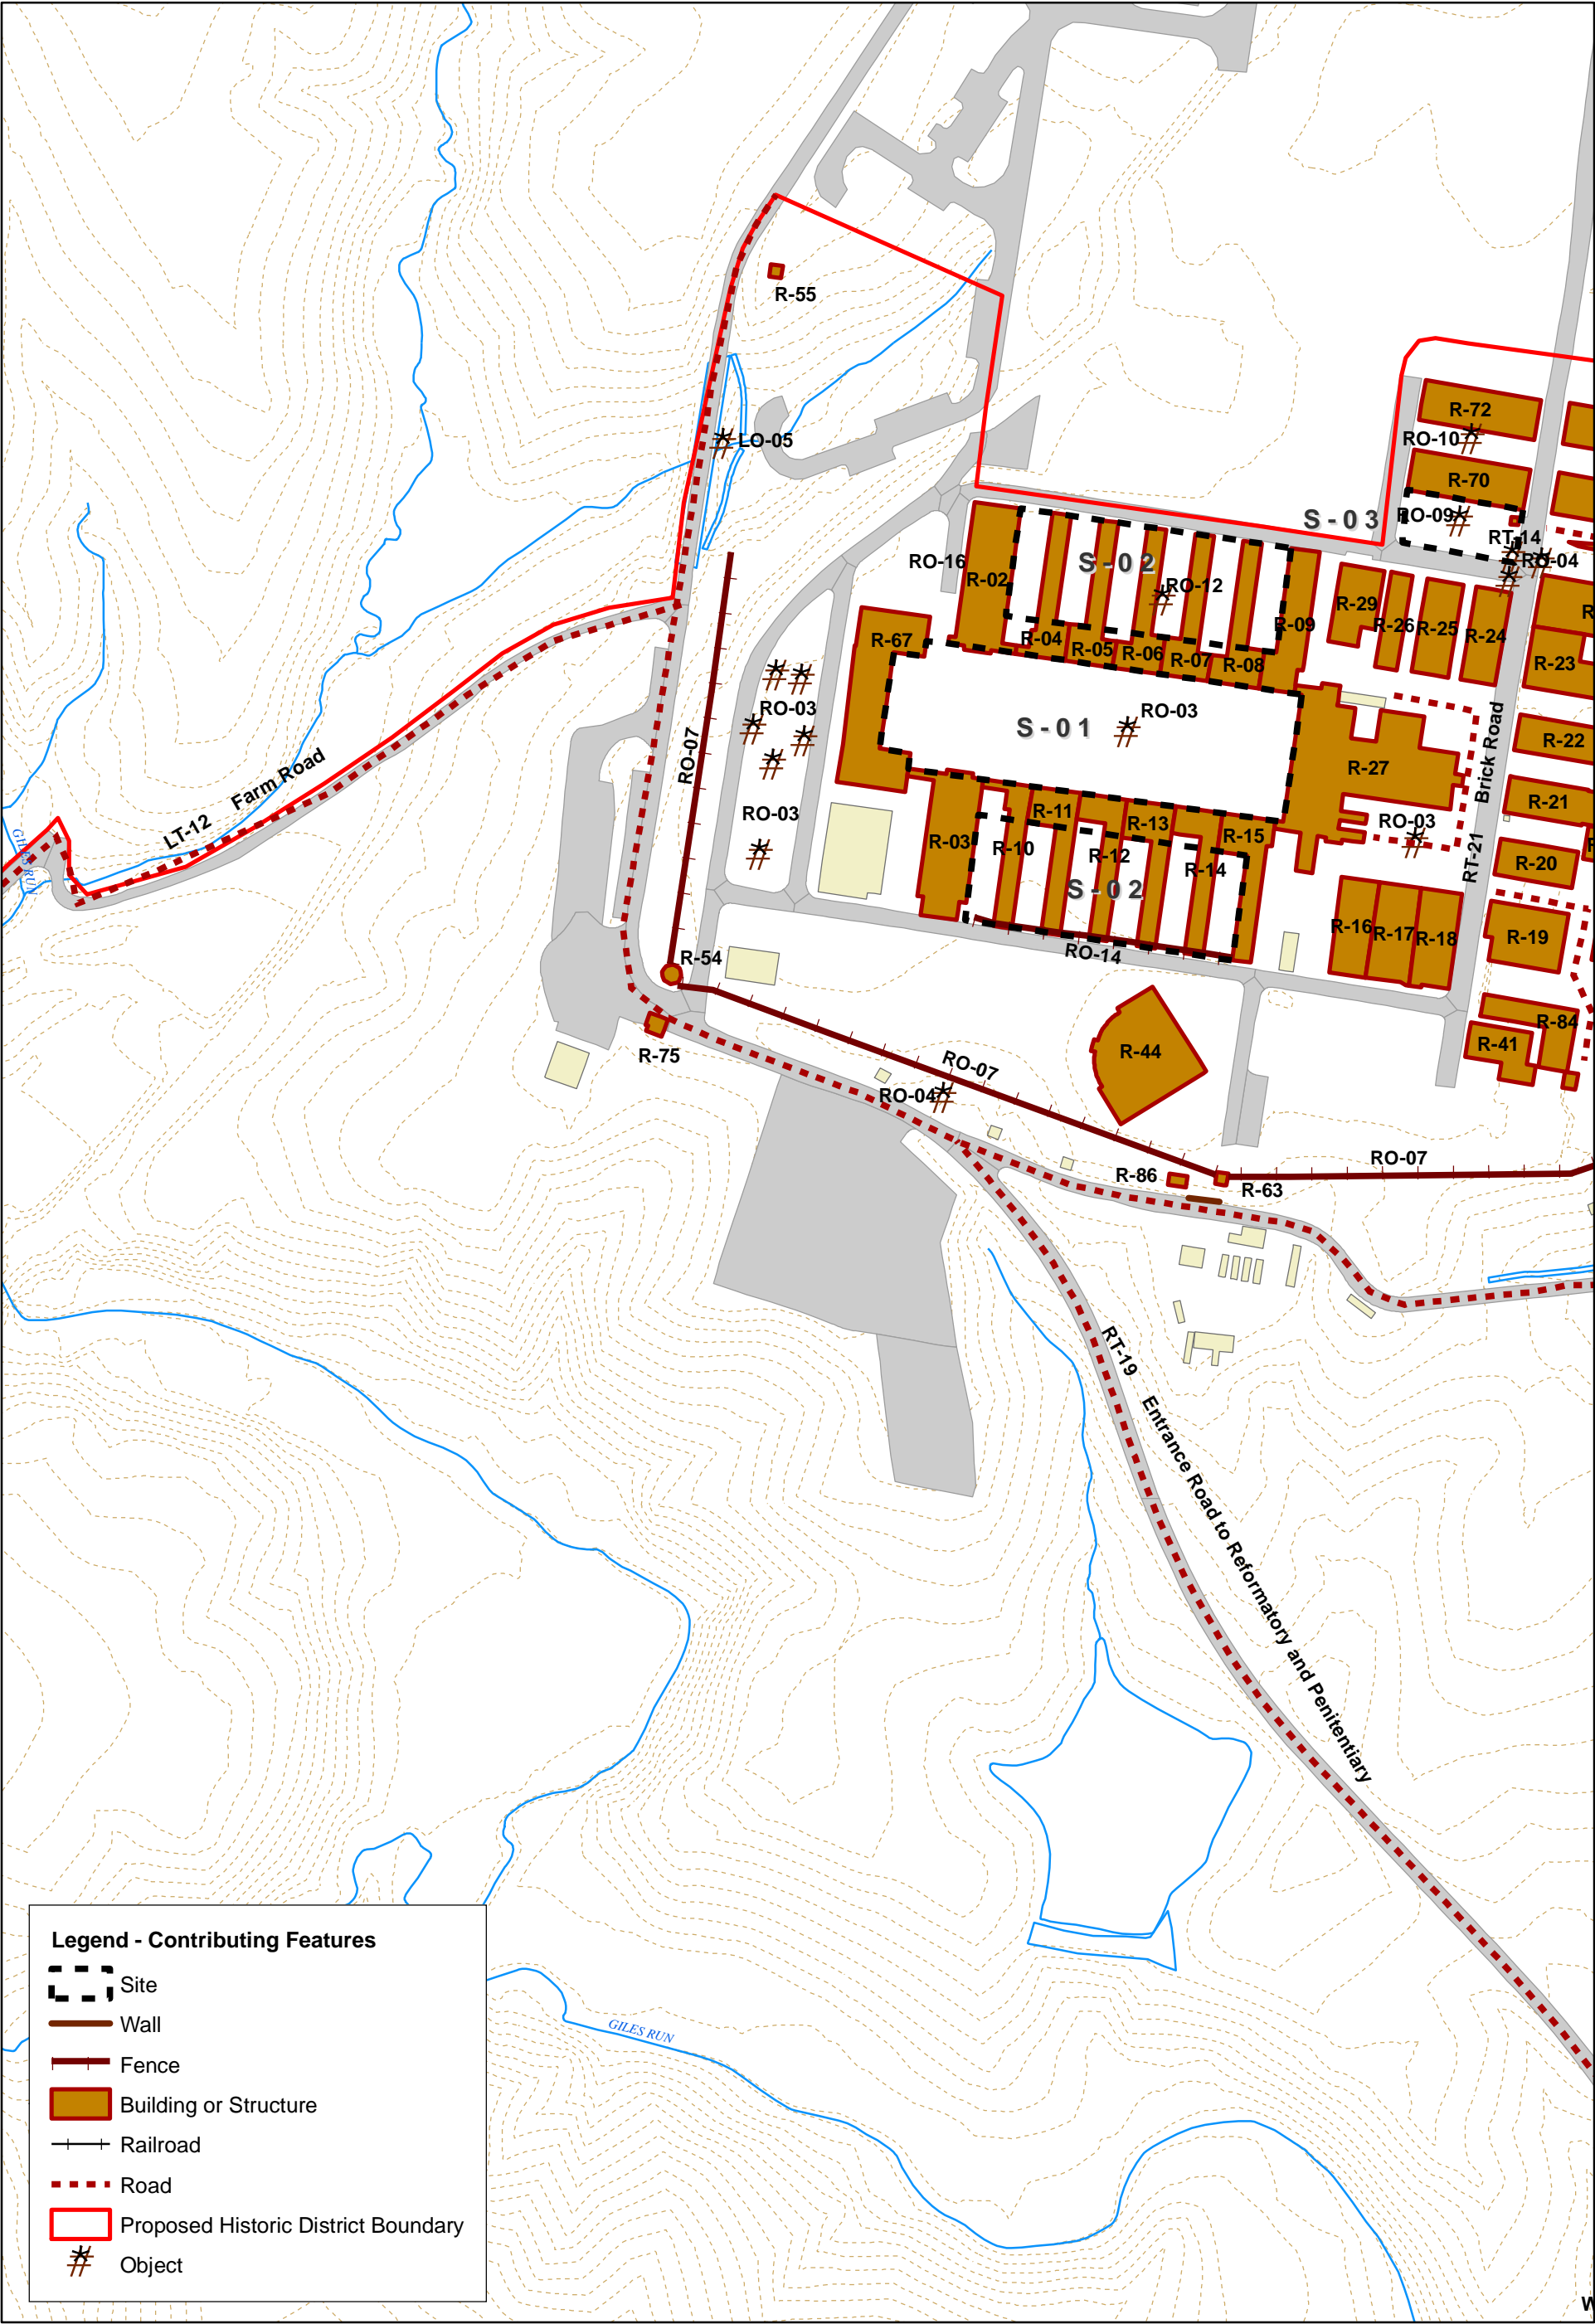 R-55
R-72
RO-10
LO-05
R-70
S-03
RO-09
RT-14
RO-04
RO-16
S-02
R-02
RO-12
R-29
R-09
R-26
R-25
R-24
R-67
R-04
R-05
R-06
R-07
R-08
R-23
RO-03
S-01
RO-03
RO-07
Brick Road
R-22
R-27
Farm Road
LT-12
GILES RUN
RO-03
R-11
R-13
R-15
RO-03
R-21
R-03
R-10
R-12
R-14
S-02
RT-21
R-20
R-16
R-17
R-18
R-19
RO-14
R-54
R-75
R-44
R-84
R-41
RO-07
RO-04
R-86
R-63
RO-07
RT-19
Entrance Road to Reformatory and Penitentiary
GILES RUN
Legend - Contributing Features
Site
Wall
Fence
Building or Structure
Railroad
Road
Proposed Historic District Boundary
Object